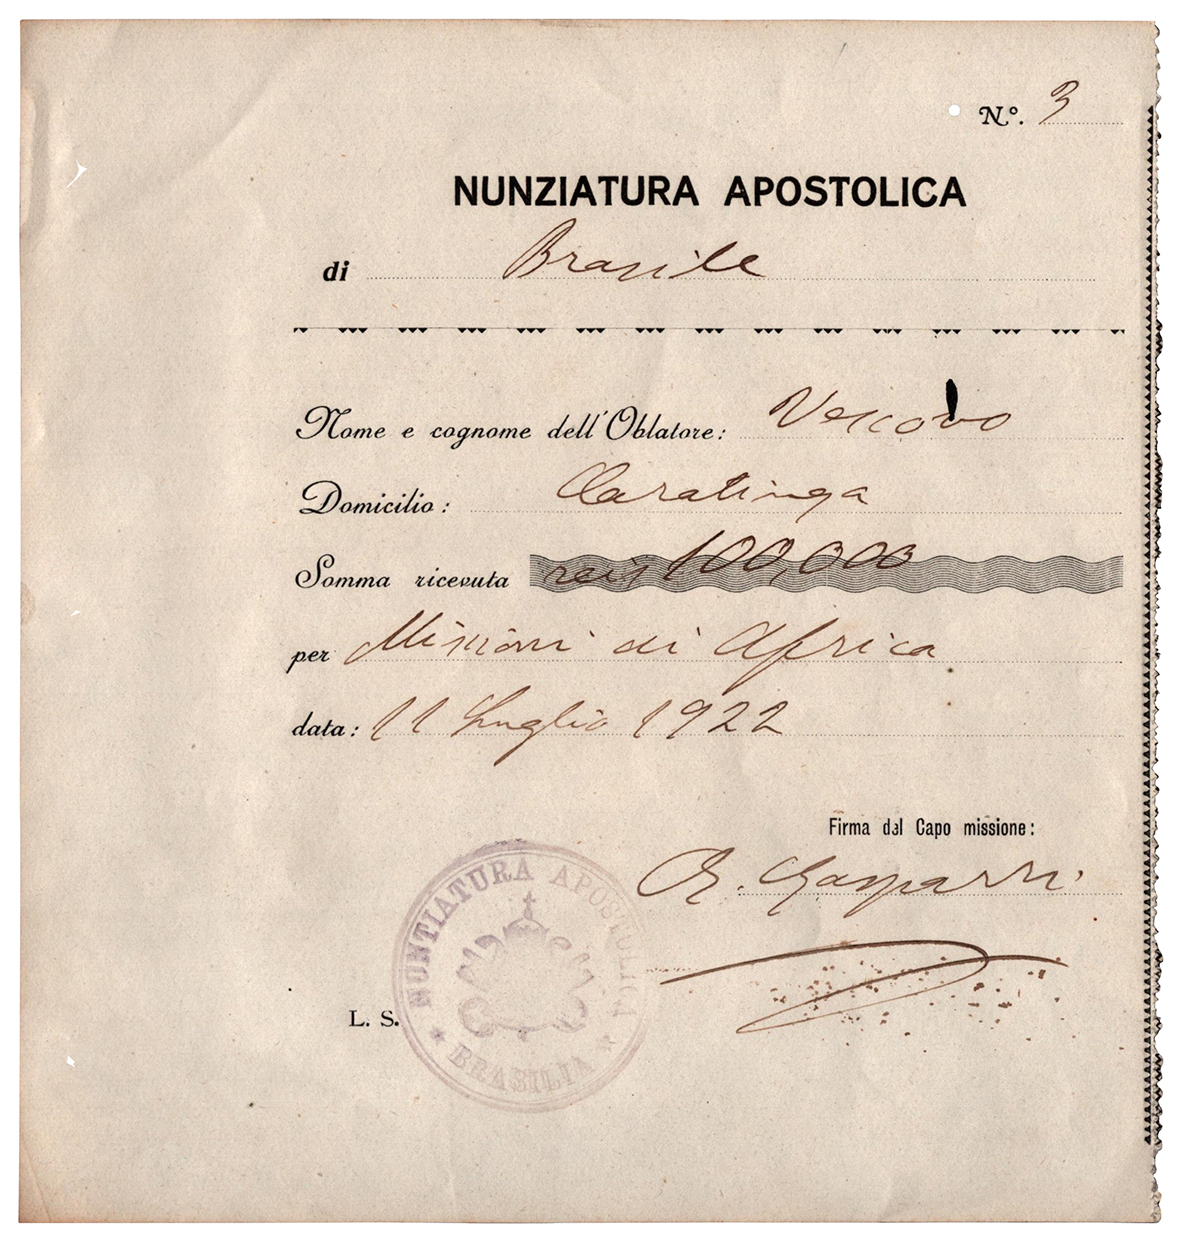 N.º 3
NUNZIATURA APOSTOLICA
di Brasile
Nome e cognome dell'Oblatore: Vescovo
Domicilio: Caratinga
Somma ricevuta reis 100,000
per Missioni di Africa
data: 11 Luglio 1922
Firma del Capo missione:
E. Gasparri
L. S.
NUNTIATURA APOSTOLICA
* BRASILIA *